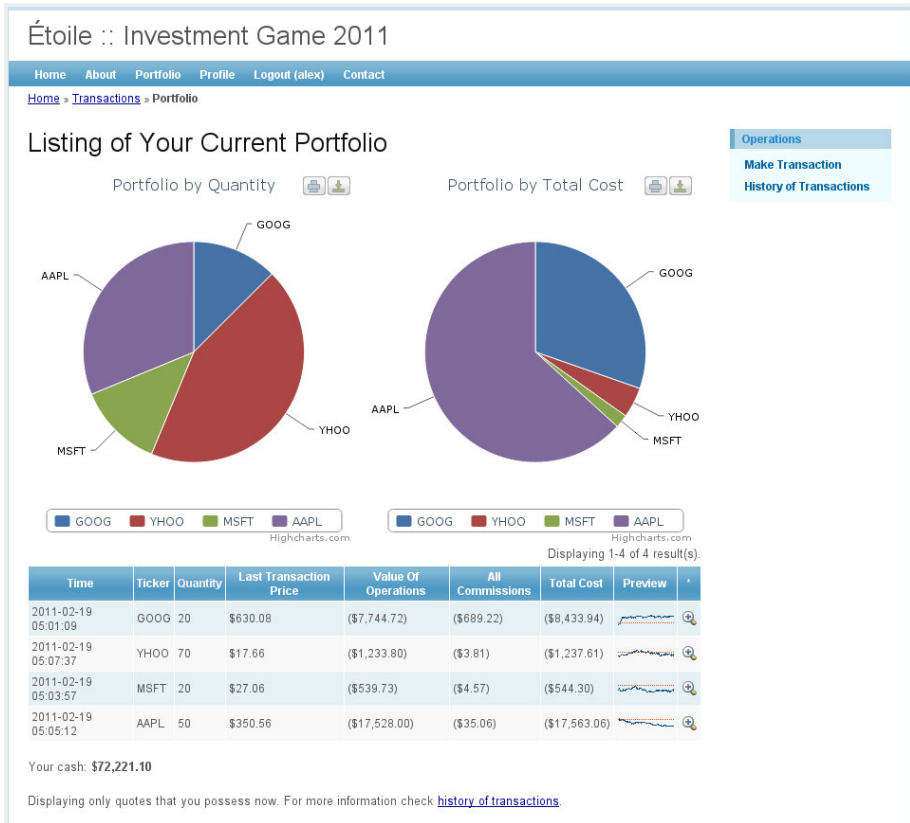 Étoile :: Investment Game 2011
Home About Portfolio Profile Logout (alex) Contact
Home » Transactions » Portfolio
Listing of Your Current Portfolio
Operations
Make Transaction
History of Transactions
Portfolio by Quantity
GOOG
AAPL
YHOO
MSFT
GOOG YHOO MSFT AAPL
Highcharts.com
Portfolio by Total Cost
GOOG
AAPL
YHOO
MSFT
GOOG YHOO MSFT AAPL
Highcharts.com
Displaying 1-4 of 4 result(s).
Time Ticker Quantity Last Transaction Price Value Of Operations All Commissions Total Cost Preview *
2011-02-19 05:01:09 GOOG 20 $630.08 ($7,744.72) ($689.22) ($8,433.94)
2011-02-19 05:07:37 YHOO 70 $17.66 ($1,233.80) ($3.81) ($1,237.61)
2011-02-19 05:03:57 MSFT 20 $27.06 ($539.73) ($4.57) ($544.30)
2011-02-19 05:05:12 AAPL 50 $350.56 ($17,528.00) ($35.06) ($17,563.06)
Your cash: $72,221.10
Displaying only quotes that you possess now. For more information check history of transactions.